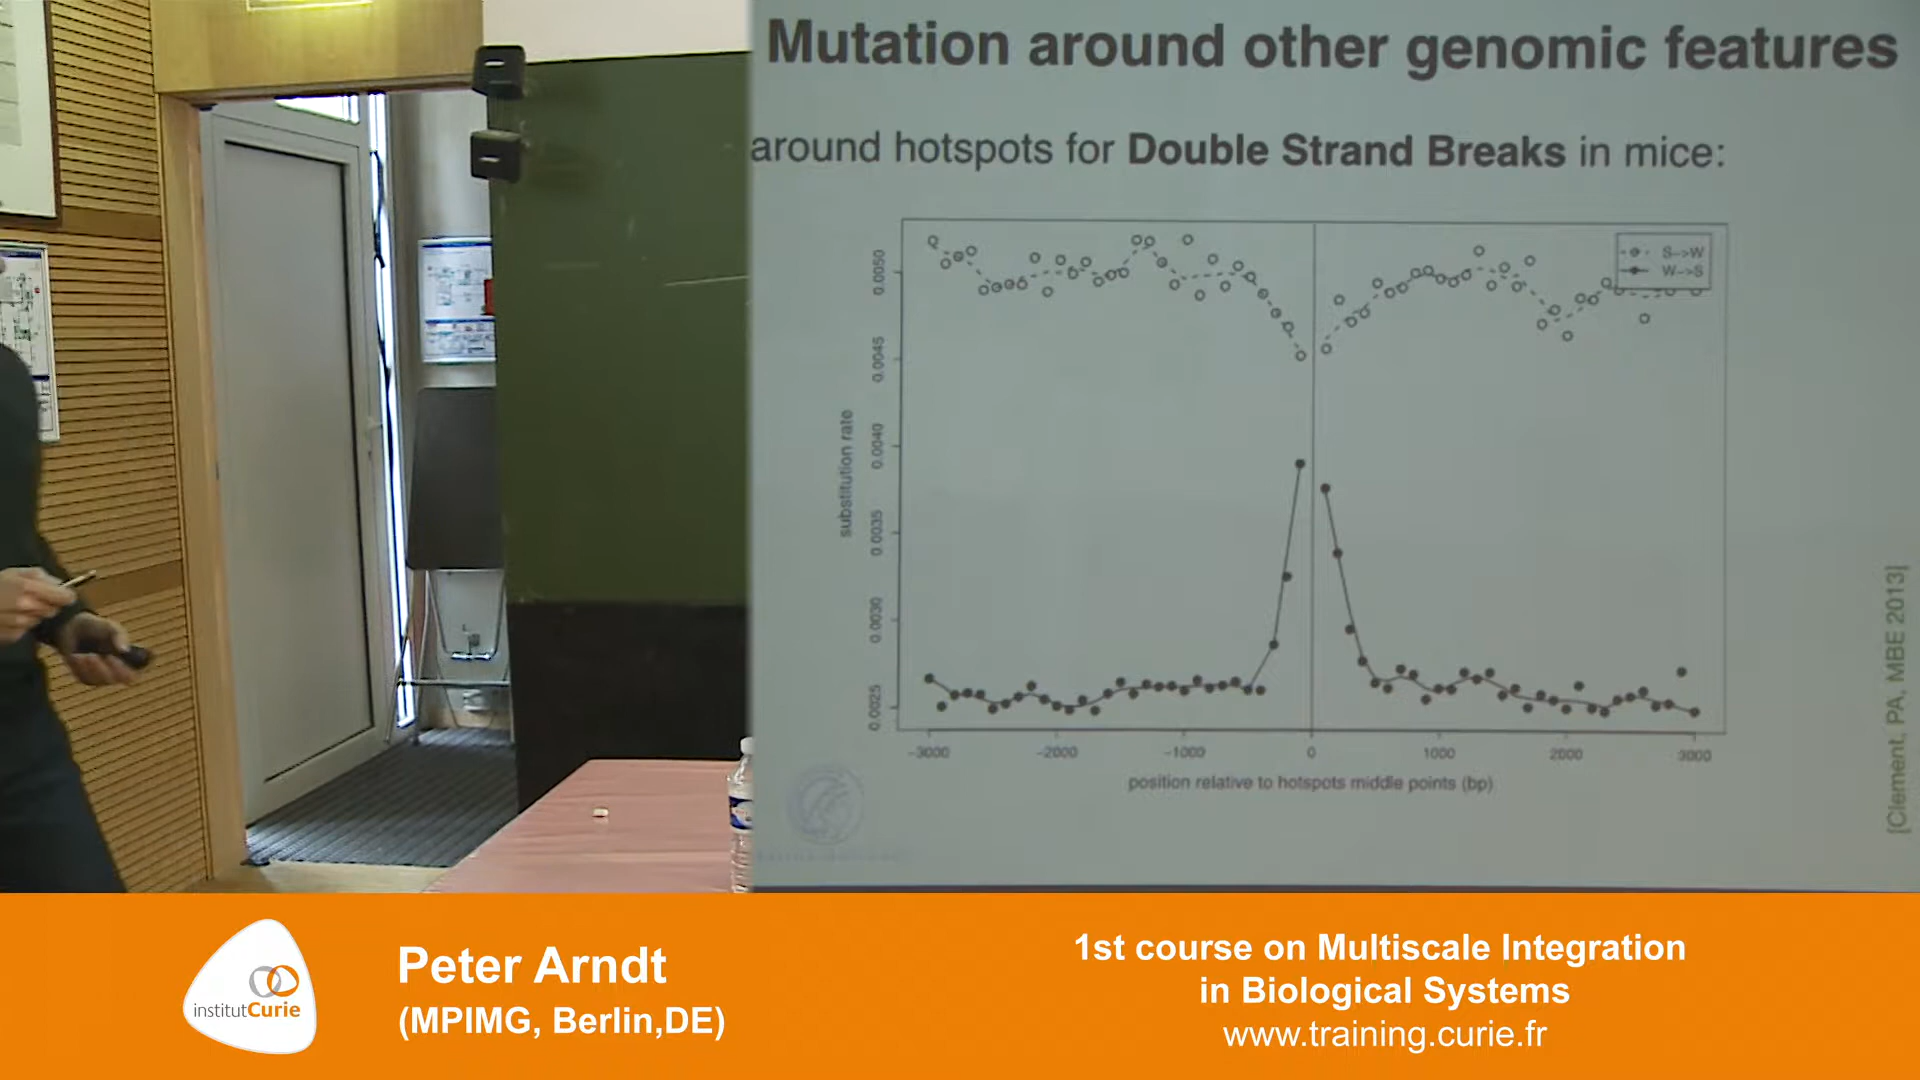 Mutation around other genomic features
around hotspots for Double Strand Breaks in mice:
S->W
W->S
substitution rate
0.0050
0.0045
0.0040
0.0035
0.0030
0.0025
-3000
-2000
-1000
0
1000
2000
3000
position relative to hotspots middle points (bp)
[Clement, PA, MBE 2013]
institutCurie
Peter Arndt
(MPIMG, Berlin,DE)
1st course on Multiscale Integration
in Biological Systems
www.training.curie.fr